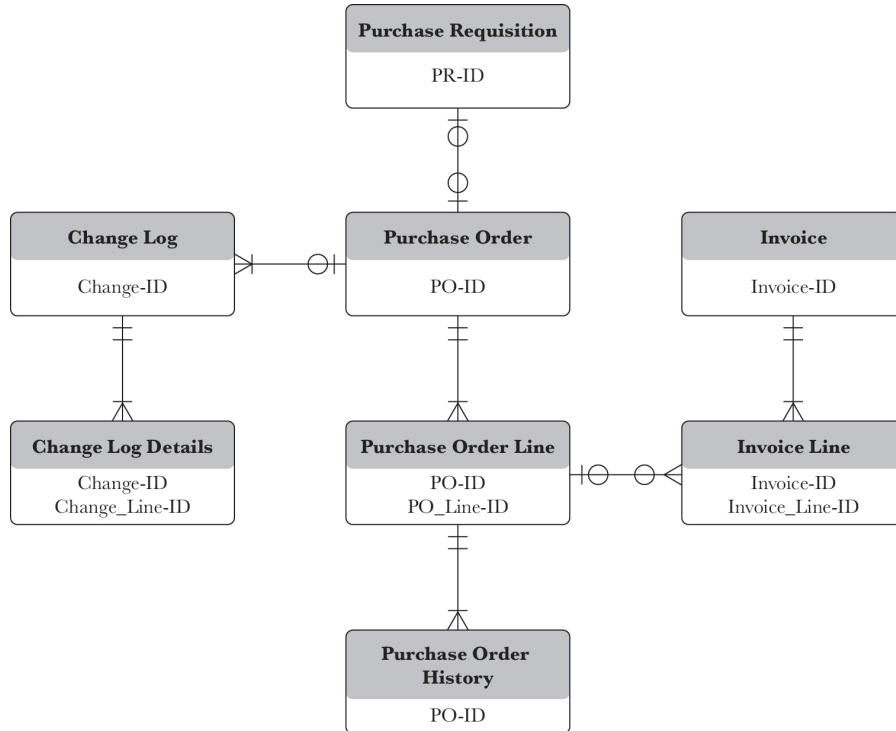 Purchase Requisition
PR-ID
Change Log
Change-ID
Purchase Order
PO-ID
Invoice
Invoice-ID
Change Log Details
Change-ID
Change_Line-ID
Purchase Order Line
PO-ID
PO_Line-ID
Invoice Line
Invoice-ID
Invoice_Line-ID
Purchase Order
History
PO-ID